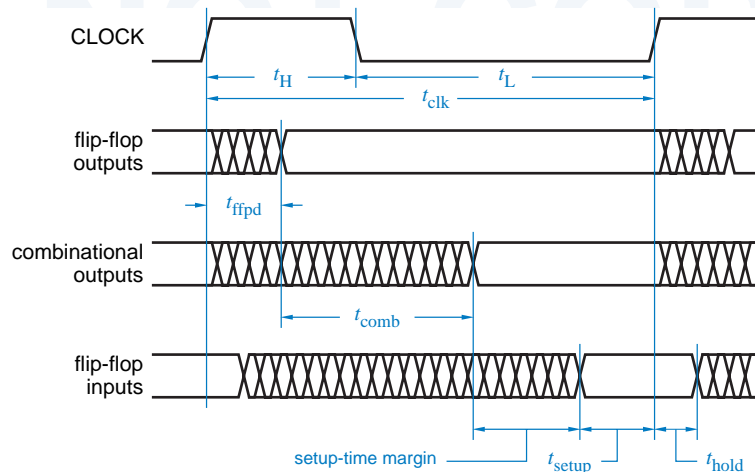 CLOCK
tH
tL
tclk
flip-flop
outputs
tffpd
combinational
outputs
tcomb
flip-flop
inputs
setup-time margin
tsetup
thold